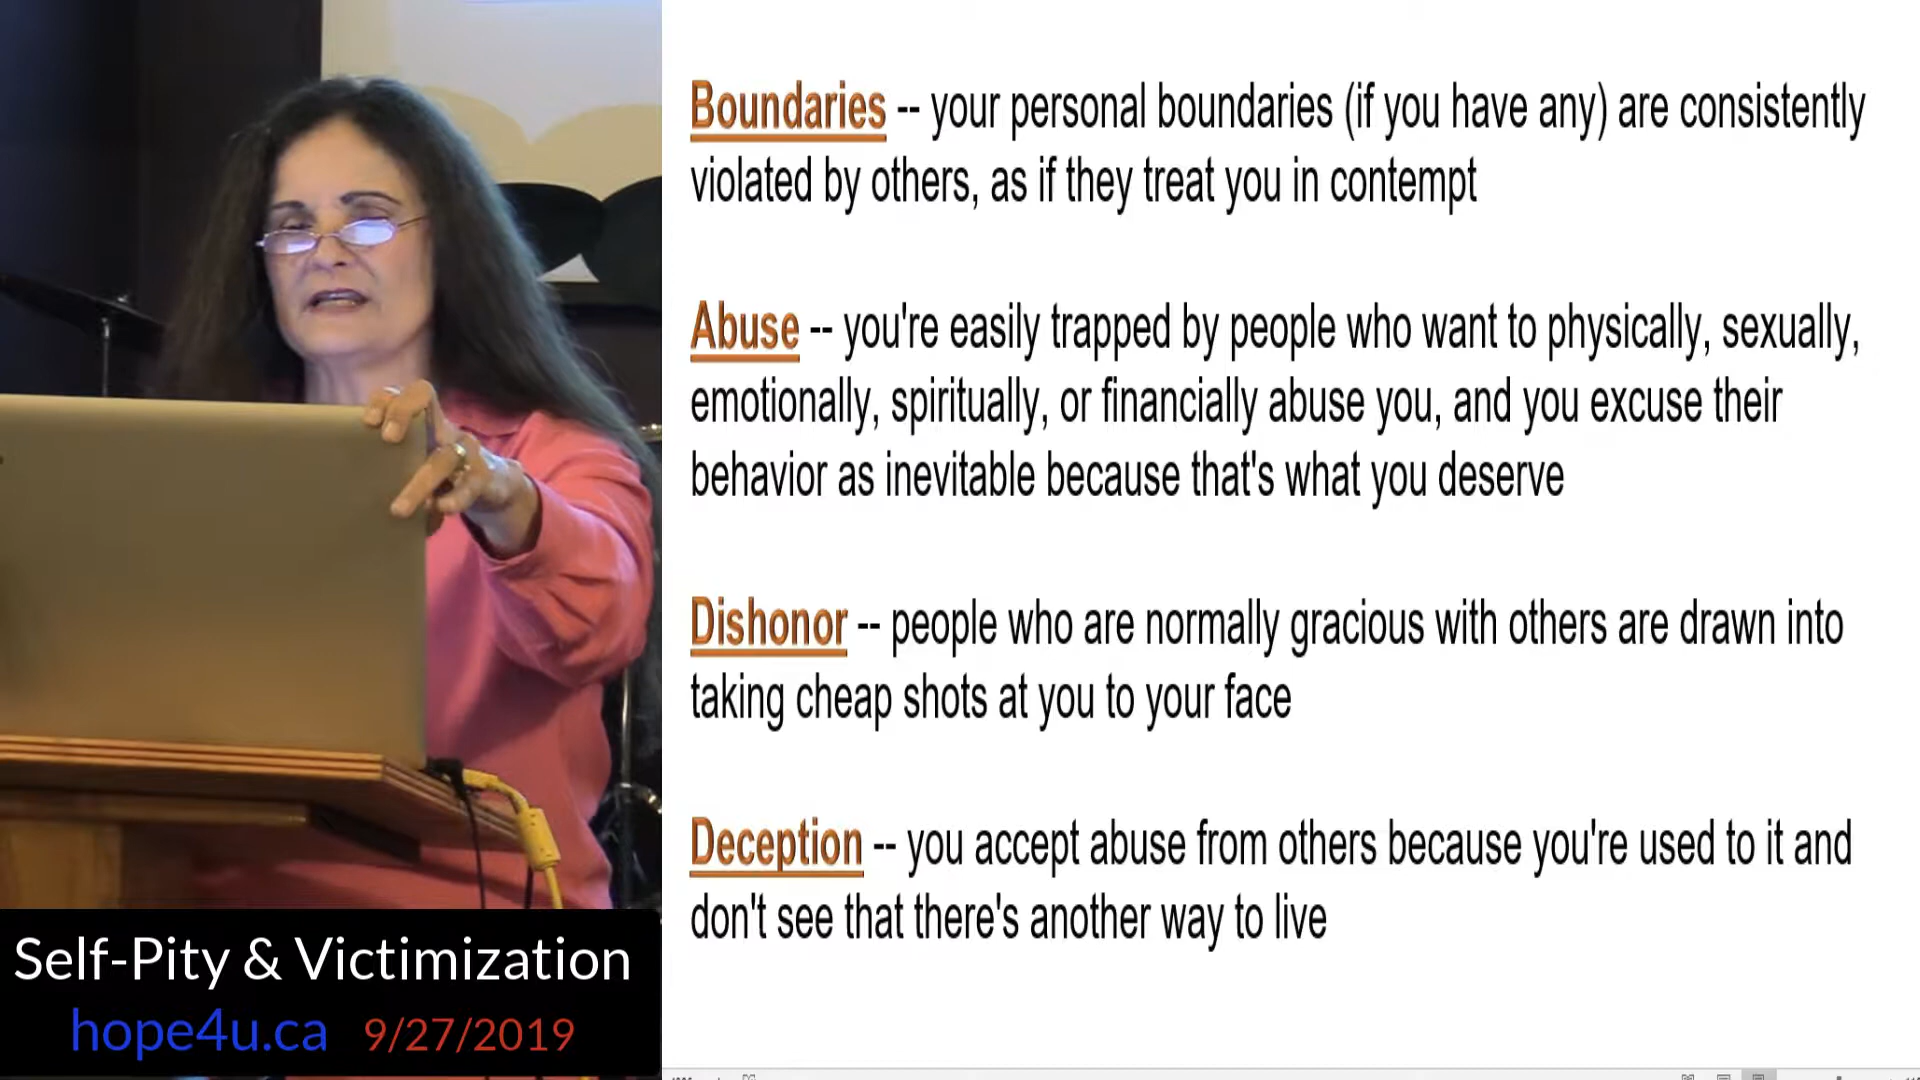 Boundaries -- your personal boundaries (if you have any) are consistently
violated by others, as if they treat you in contempt
Abuse -- you're easily trapped by people who want to physically, sexually,
emotionally, spiritually, or financially abuse you, and you excuse their
behavior as inevitable because that's what you deserve
Dishonor -- people who are normally gracious with others are drawn into
taking cheap shots at you to your face
Deception -- you accept abuse from others because you're used to it and
don't see that there's another way to live
Self-Pity & Victimization
hope4u.ca 9/27/2019